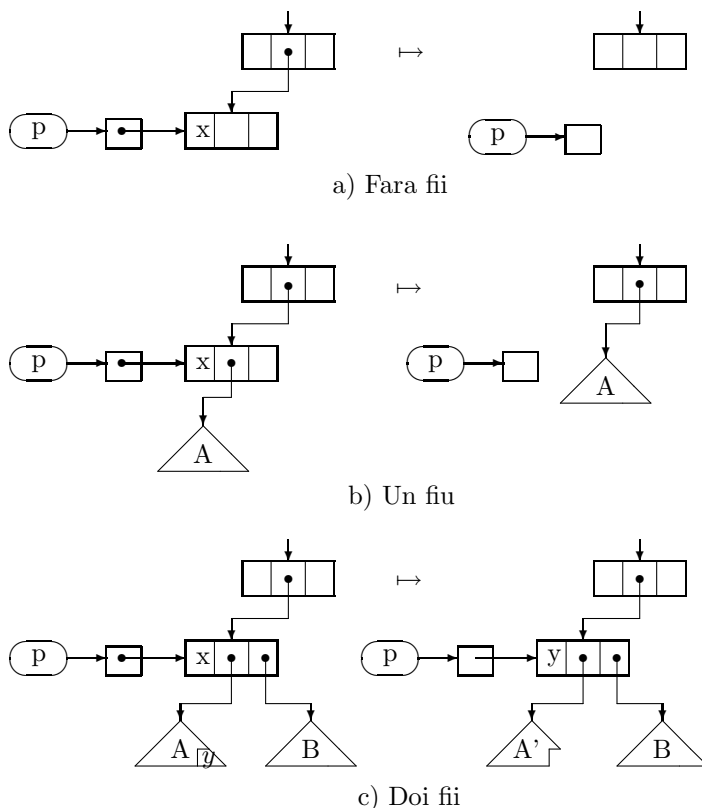 ↦
p x p
a) Fara fii
↦
p x p A
A
b) Un fiu
↦
p x p y
A y B A' B
c) Doi fii